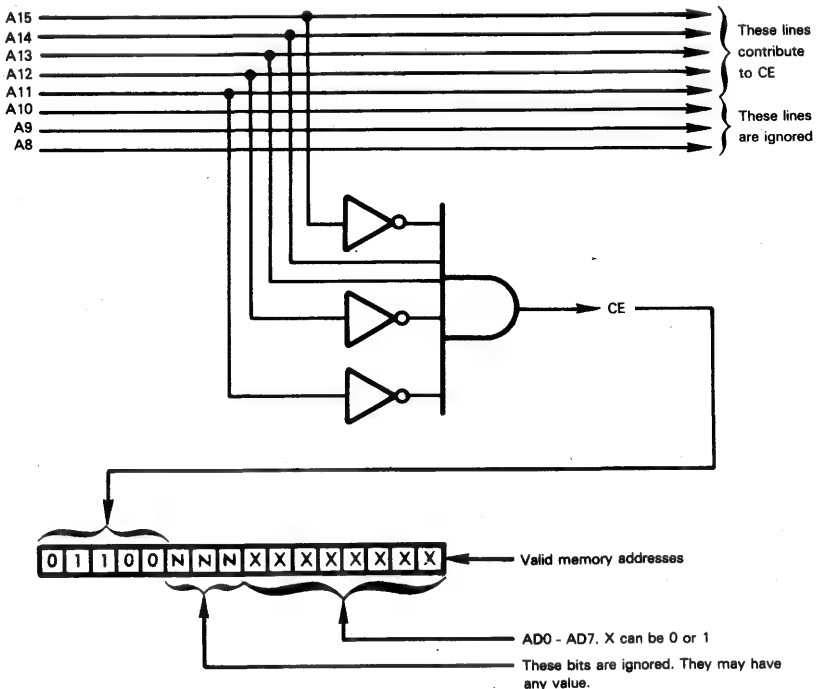 A15
A14
A13
A12
A11
A10
A9
A8
These lines
contribute
to CE
These lines
are ignored
CE
0 1 1 0 0 N N N X X X X X X X X
Valid memory addresses
AD0 - AD7. X can be 0 or 1
These bits are ignored. They may have
any value.